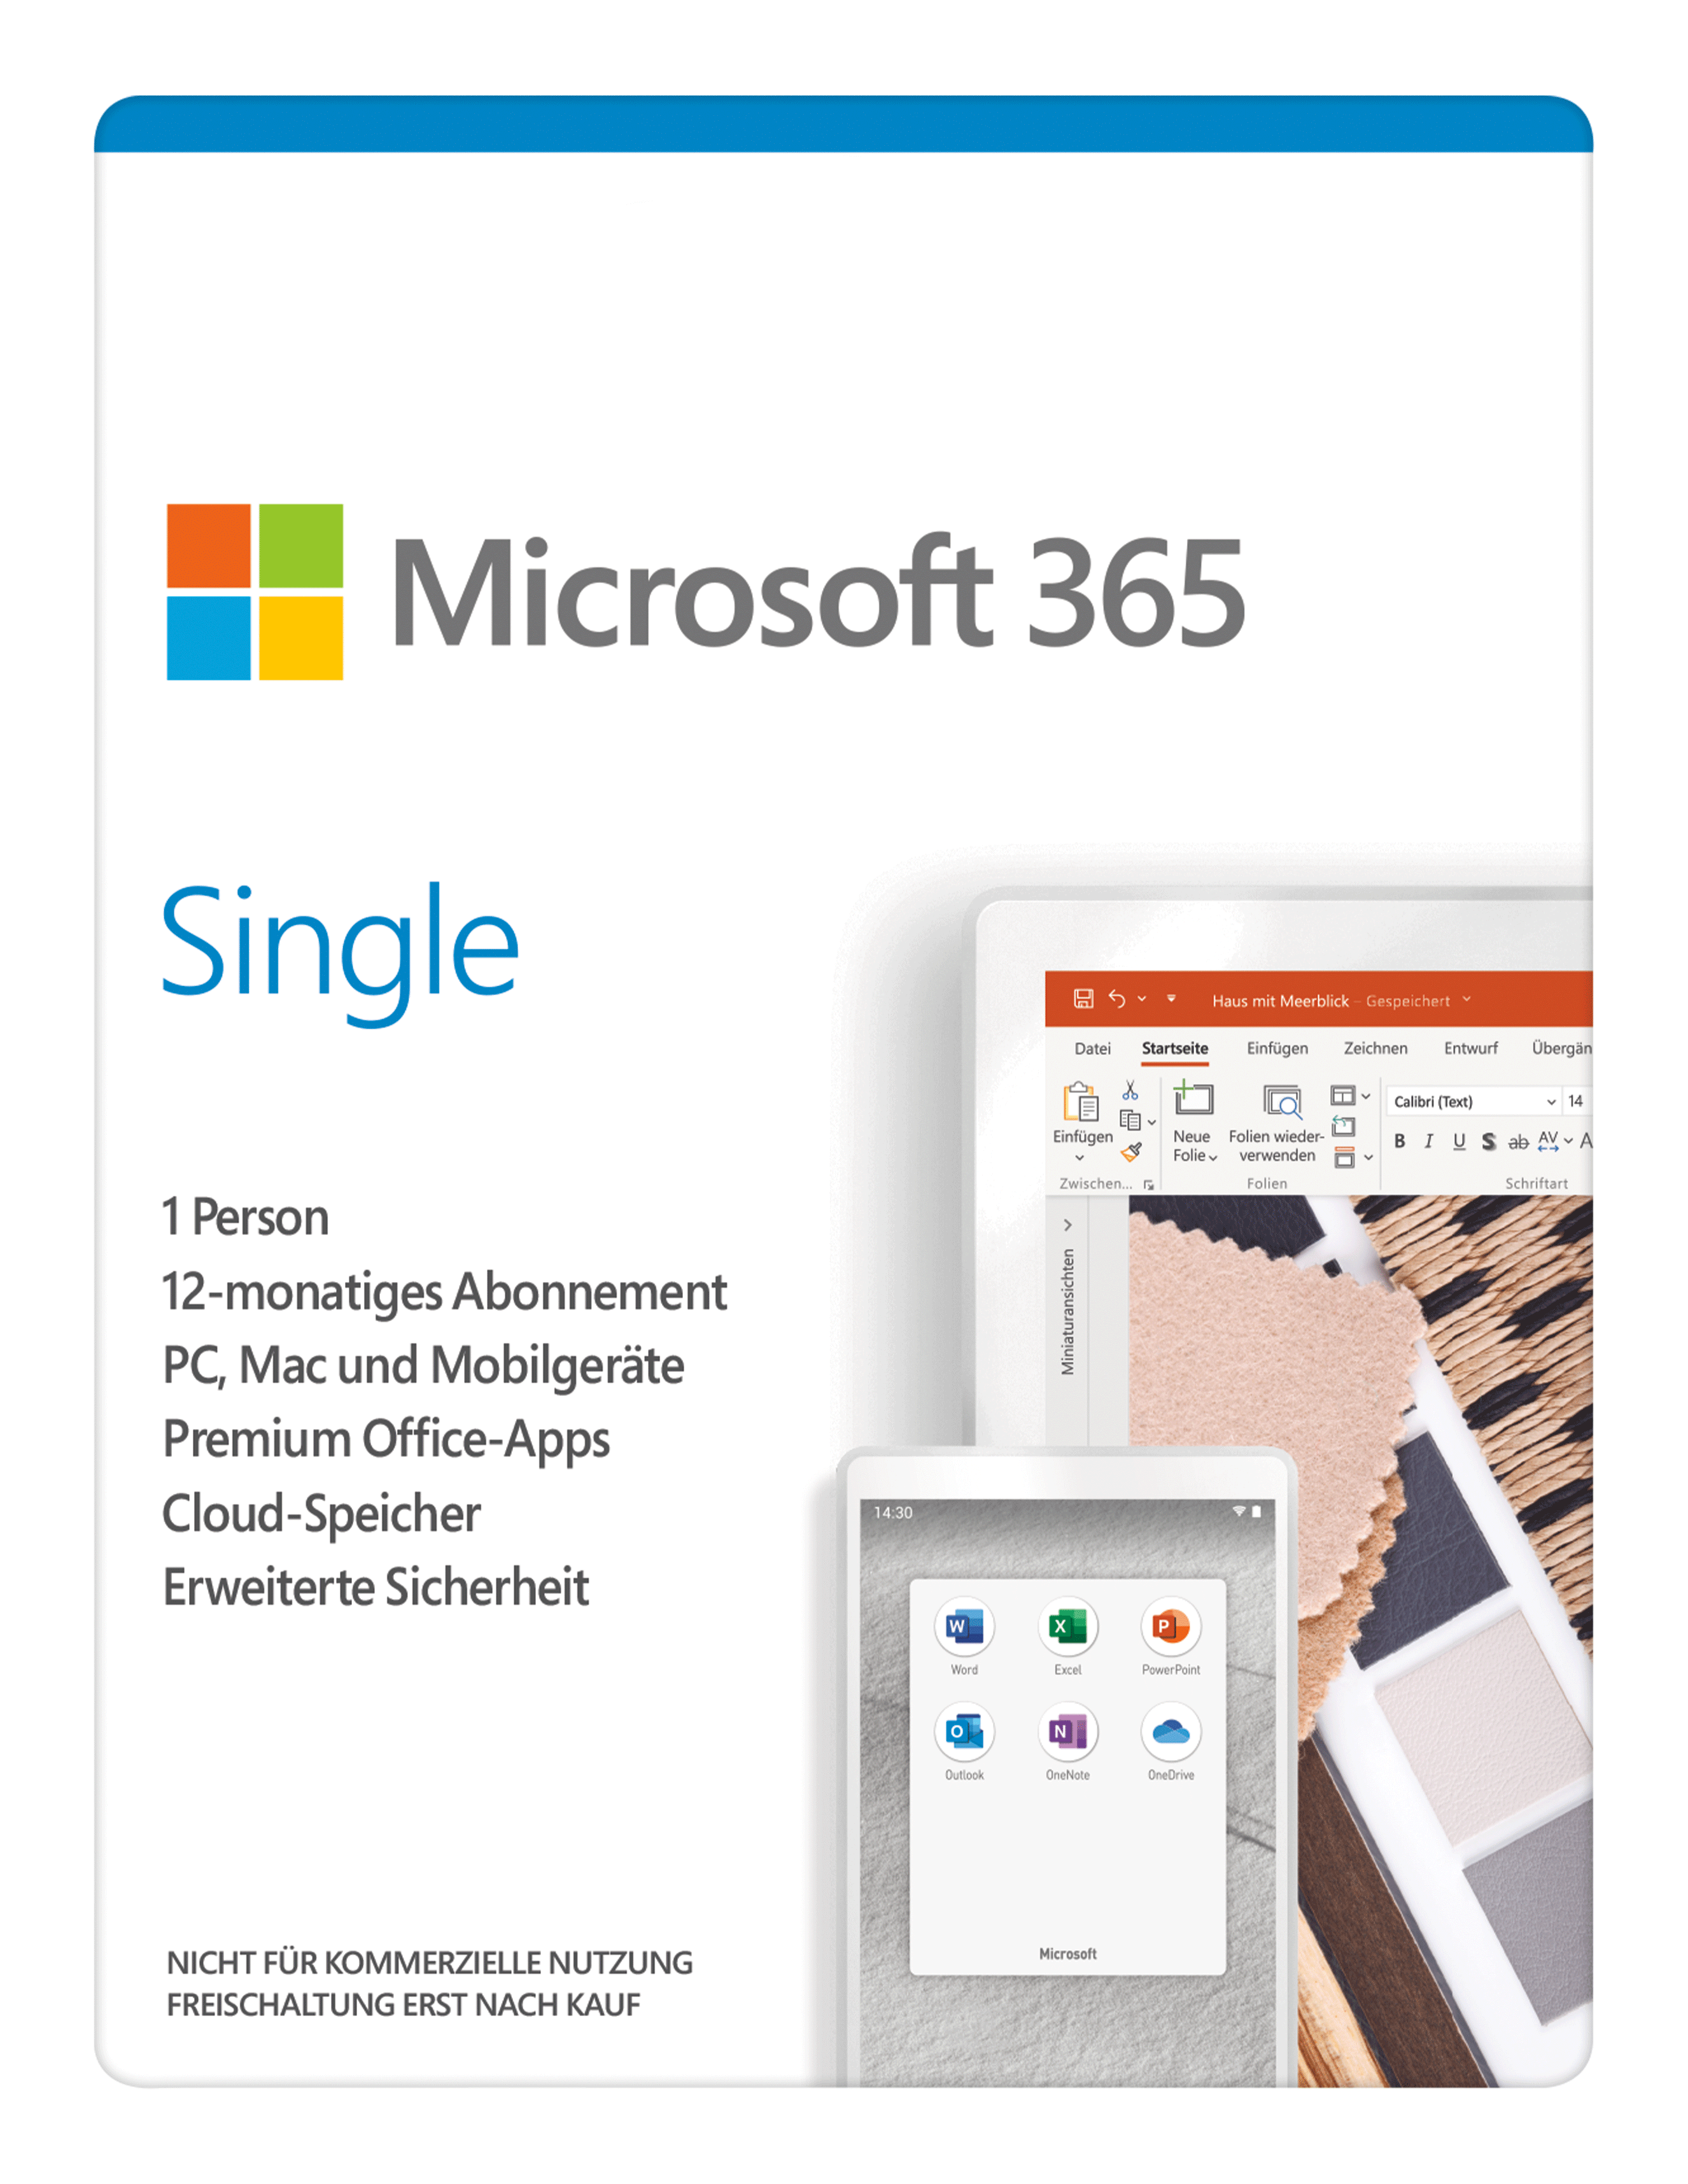 Microsoft 365
Single
1 Person
12-monatiges Abonnement
PC, Mac und Mobilgeräte
Premium Office-Apps
Cloud-Speicher
Erweiterte Sicherheit
NICHT FÜR KOMMERZIELLE NUTZUNG
FREISCHALTUNG ERST NACH KAUF
Haus mit Meerblick – Gespeichert
Datei Startseite Einfügen Zeichnen Entwurf Übergän
Calibri (Text) 14
Einfügen
Neue
Folie
Folien wieder-
verwenden
B I U S ab AV A
Zwischen... Folien Schriftart
Miniaturansichten
14:30
W X P
Word Excel PowerPoint
O N
Outlook OneNote OneDrive
Microsoft